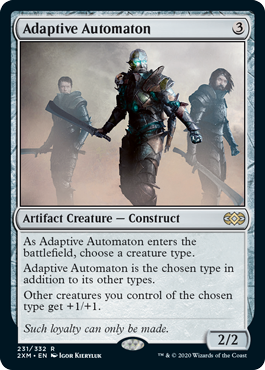 Adaptive Automaton 3
Artifact Creature — Construct
As Adaptive Automaton enters the
battlefield, choose a creature type.
Adaptive Automaton is the chosen type in
addition to its other types.
Other creatures you control of the chosen
type get +1/+1.
Such loyalty can only be made.
2/2
231/332 R
2XM • EN Igor Kieryluk
™ & © 2020 Wizards of the Coast